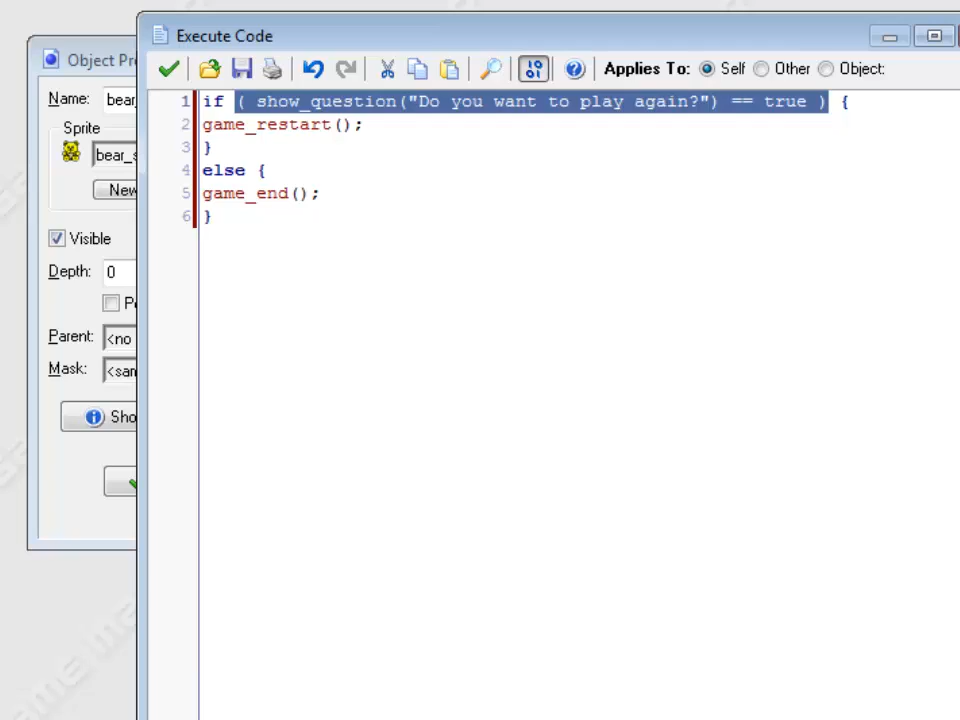 Execute Code
Object Pr
Applies To: Self Other Object:
Name: bear_
Sprite
bear_s
New
Visible
Depth: 0
Parent: <no
Mask: <sam
Sho
1 if ( show_question("Do you want to play again?") == true ) {
2 game_restart();
3 }
4 else {
5 game_end();
6 }